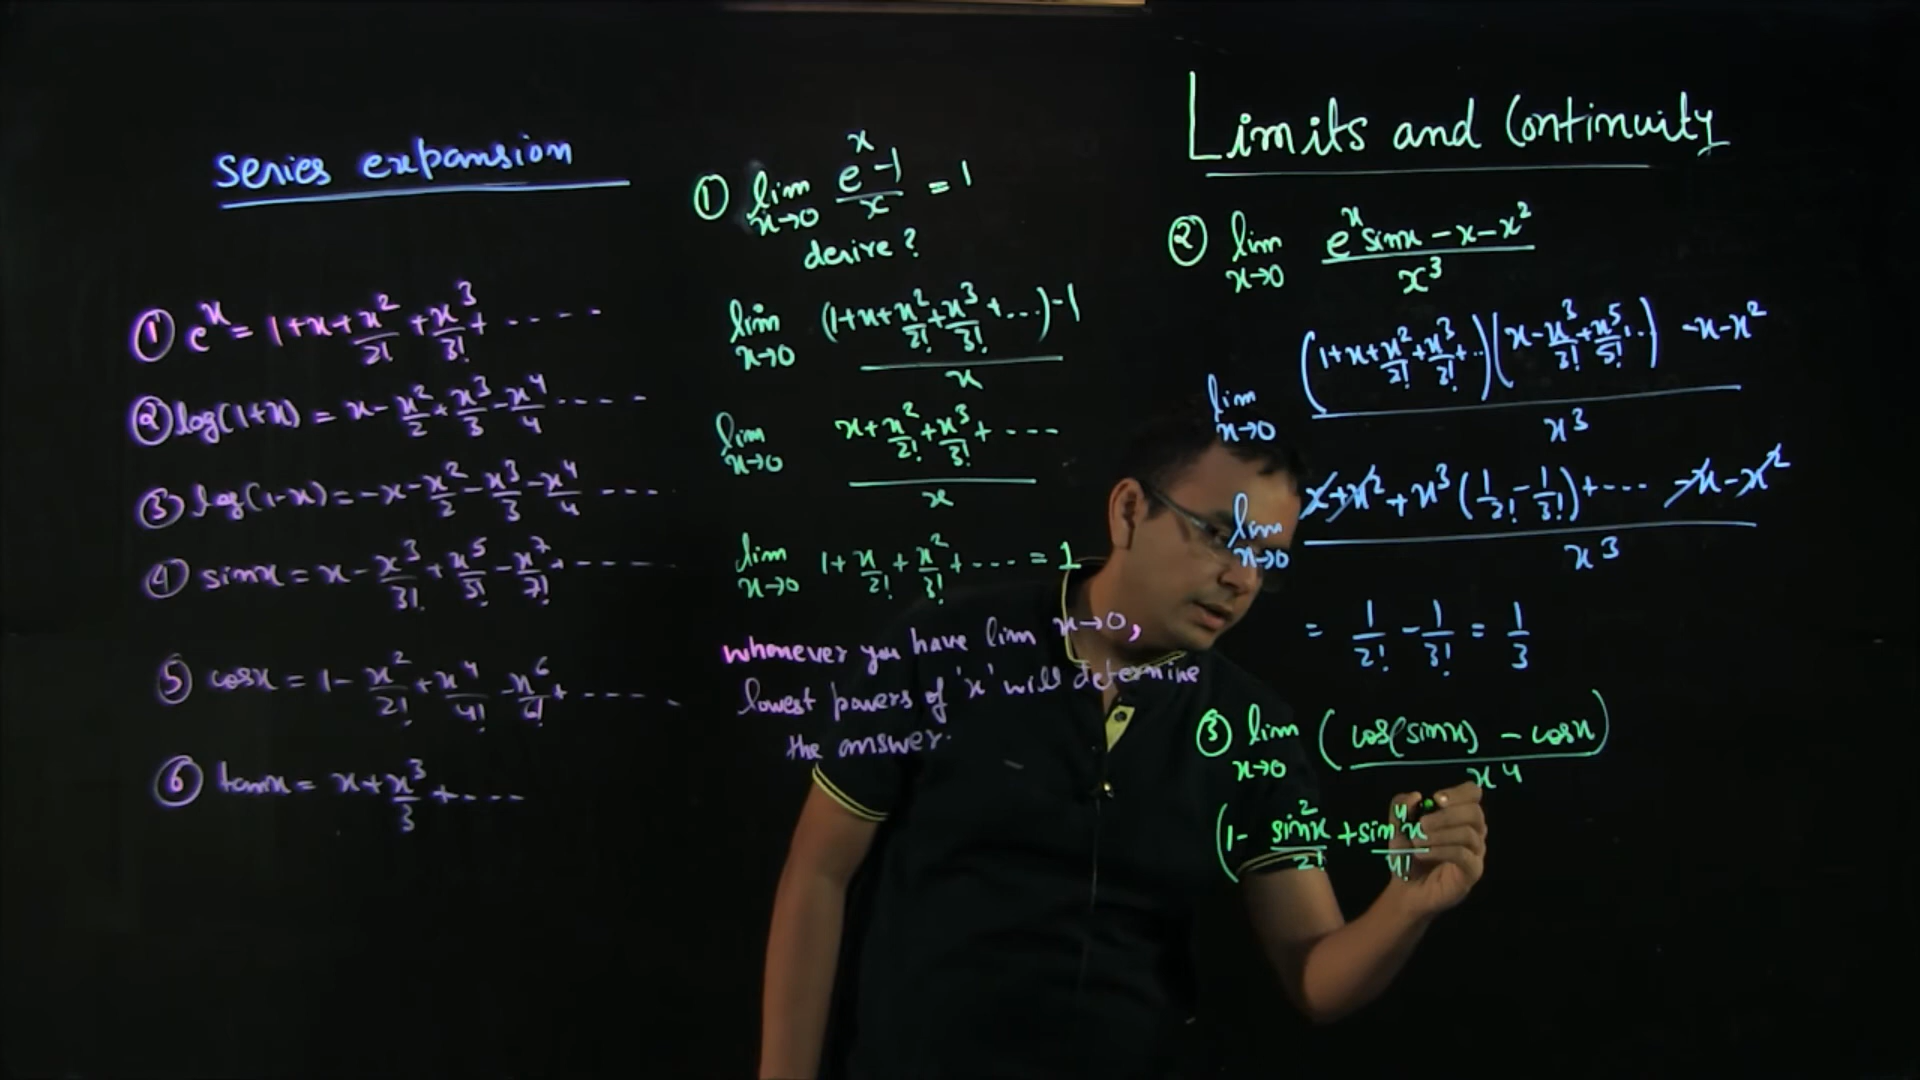 series expansion
① eˣ = 1+x+x²/2! + x³/3! + -----
② log(1+x) = x - x²/2 + x³/3 - x⁴/4 -----
③ log(1-x) = -x - x²/2 - x³/3 - x⁴/4 ----
④ sinx = x - x³/3! + x⁵/5! - x⁷/7! + -----
⑤ cosx = 1 - x²/2! + x⁴/4! - x⁶/6! + -----
⑥ tanx = x + x³/3 + ----
① lim x→0 (eˣ-1)/x = 1
derive?
lim x→0 ((1+x+x²/2!+x³/3!+...)-1)/x
lim x→0 (x+x²/2!+x³/3!+----)/x
lim x→0 1+x/2!+x²/3!+---- = 1
whenever you have lim x→0,
lowest powers of 'x' will determine
the answer.
Limits and Continuity
② lim x→0 (eˣsinx - x - x²)/x³
lim x→0 ((1+x+x²/2!+x³/3!+..)(x-x³/3!+x⁵/5!...) -x-x²)/x³
lim x→0 (x+x²+x³(1/2!-1/3!)+---- -x-x²)/x³
= 1/2! - 1/3! = 1/3
③ lim x→0 (cos(sinx) - cosx)/x⁴
(1- sin²x/2! + sin⁴x/4!